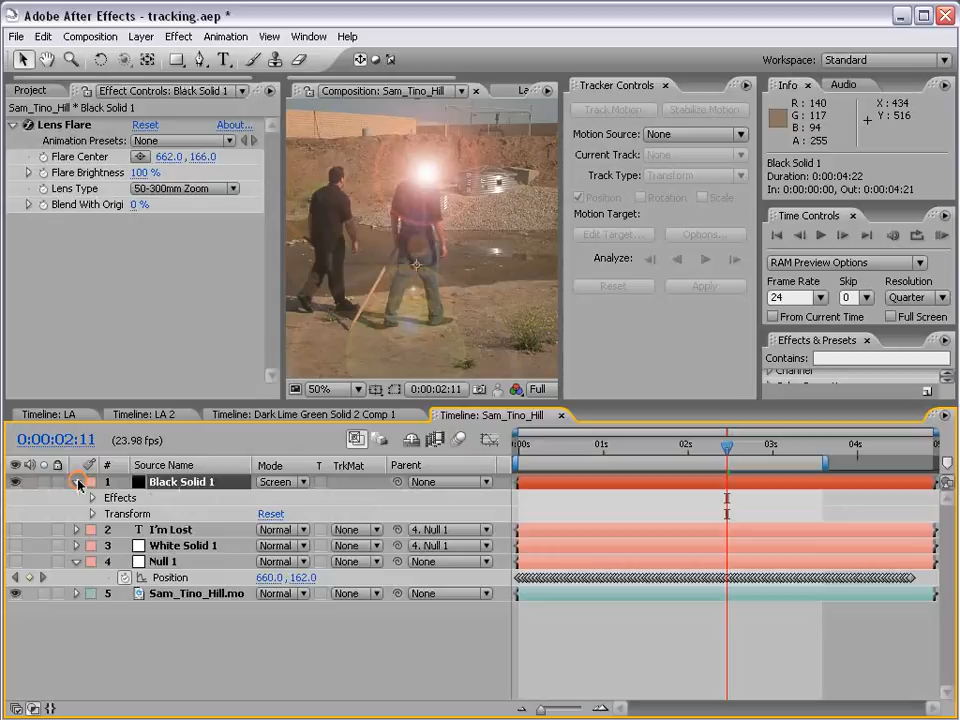 Adobe After Effects - tracking.aep *
File Edit Composition Layer Effect Animation View Window Help
Workspace: Standard
Project Effect Controls: Black Solid 1
Sam_Tino_Hill * Black Solid 1
Lens Flare Reset About...
Animation Presets: None
Flare Center 662.0, 166.0
Flare Brightness 100 %
Lens Type 50-300mm Zoom
Blend With Origi 0 %
Composition: Sam_Tino_Hill La
50% 0:00:02:11 Full
Tracker Controls
Track Motion Stabilize Motion
Motion Source: None
Current Track: None
Track Type: Transform
Position Rotation Scale
Motion Target:
Edit Target... Options...
Analyze:
Reset Apply
Info Audio
R: 140 X: 434
G: 117 Y: 516
B: 94
A: 255
Black Solid 1
Duration: 0:00:04:22
In: 0:00:00:00, Out: 0:00:04:21
Time Controls
RAM Preview Options
Frame Rate Skip Resolution
24 0 Quarter
From Current Time Full Screen
Effects & Presets
Contains:
Channel
Timeline: LA Timeline: LA 2 Timeline: Dark Lime Green Solid 2 Comp 1 Timeline: Sam_Tino_Hill
0:00:02:11 (23.98 fps)
:00s 01s 02s 03s 04s
# Source Name Mode T TrkMat Parent
1 Black Solid 1 Screen None
Effects
Transform Reset
2 T I'm Lost Normal None 4. Null 1
3 White Solid 1 Normal None 4. Null 1
4 Null 1 Normal None None
Position 660.0, 162.0
5 Sam_Tino_Hill.mo Normal None None